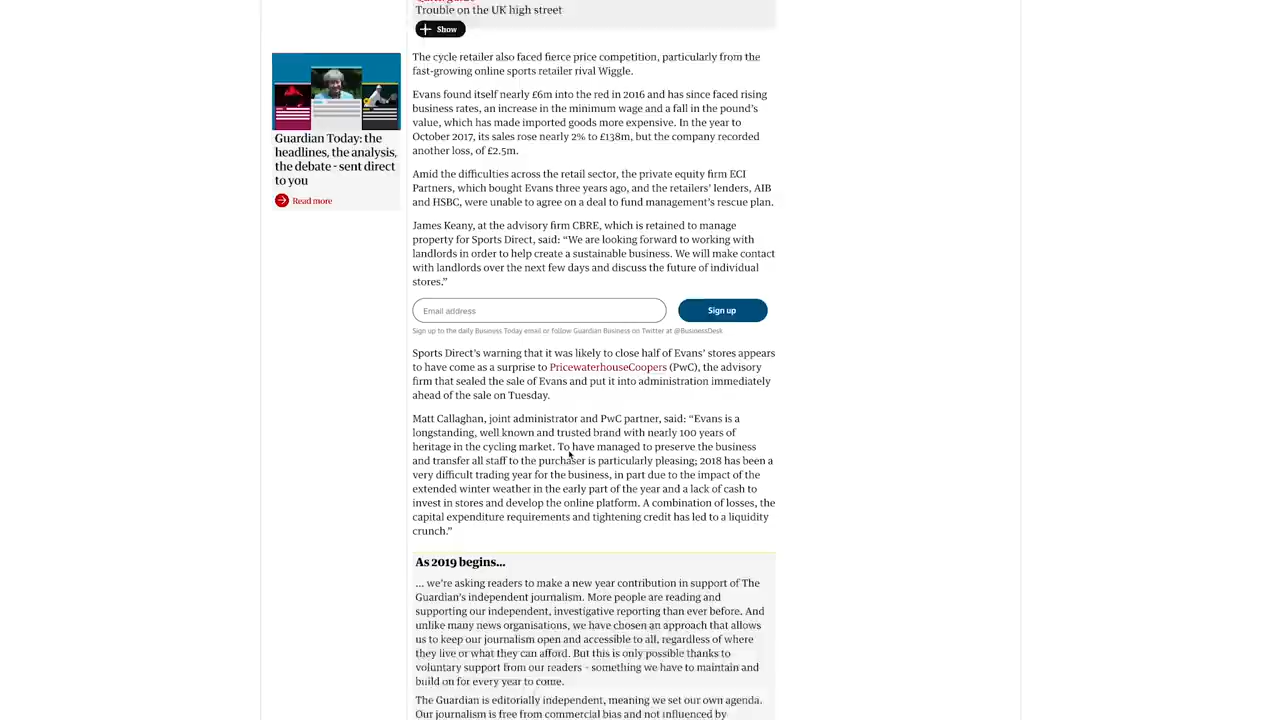 Trouble on the UK high street
Show
Guardian Today: the
headlines, the analysis,
the debate - sent direct
to you
Read more
The cycle retailer also faced fierce price competition, particularly from the
fast-growing online sports retailer rival Wiggle.
Evans found itself nearly £6m into the red in 2016 and has since faced rising
business rates, an increase in the minimum wage and a fall in the pound's
value, which has made imported goods more expensive. In the year to
October 2017, its sales rose nearly 2% to £138m, but the company recorded
another loss, of £2.5m.
Amid the difficulties across the retail sector, the private equity firm ECI
Partners, which bought Evans three years ago, and the retailers' lenders, AIB
and HSBC, were unable to agree on a deal to fund management's rescue plan.
James Keany, at the advisory firm CBRE, which is retained to manage
property for Sports Direct, said: “We are looking forward to working with
landlords in order to help create a sustainable business. We will make contact
with landlords over the next few days and discuss the future of individual
stores.”
Email address
Sign up
Sign up to the daily Business Today email or follow Guardian Business on Twitter at @BusinessDesk
Sports Direct's warning that it was likely to close half of Evans' stores appears
to have come as a surprise to PricewaterhouseCoopers (PwC), the advisory
firm that sealed the sale of Evans and put it into administration immediately
ahead of the sale on Tuesday.
Matt Callaghan, joint administrator and PwC partner, said: “Evans is a
longstanding, well known and trusted brand with nearly 100 years of
heritage in the cycling market. To have managed to preserve the business
and transfer all staff to the purchaser is particularly pleasing; 2018 has been a
very difficult trading year for the business, in part due to the impact of the
extended winter weather in the early part of the year and a lack of cash to
invest in stores and develop the online platform. A combination of losses, the
capital expenditure requirements and tightening credit has led to a liquidity
crunch.”
As 2019 begins…
… we're asking readers to make a new year contribution in support of The
Guardian's independent journalism. More people are reading and
supporting our independent, investigative reporting than ever before. And
unlike many news organisations, we have chosen an approach that allows
us to keep our journalism open and accessible to all, regardless of where
they live or what they can afford. But this is only possible thanks to
voluntary support from our readers - something we have to maintain and
build on for every year to come.
The Guardian is editorially independent, meaning we set our own agenda.
Our journalism is free from commercial bias and not influenced by